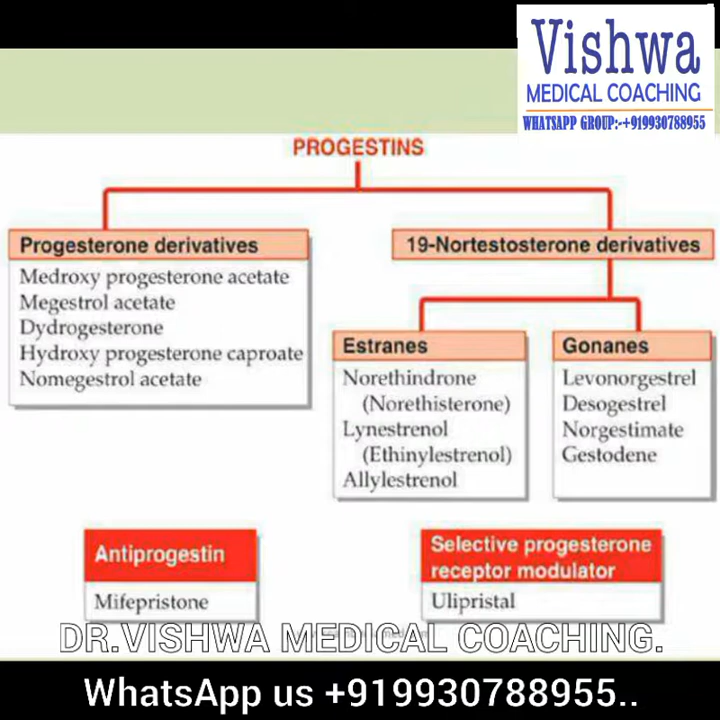 Vishwa
MEDICAL COACHING
WHATSAPP GROUP:-+919930788955
PROGESTINS
Progesterone derivatives
Medroxy progesterone acetate
Megestrol acetate
Dydrogesterone
Hydroxy progesterone caproate
Nomegestrol acetate
19-Nortestosterone derivatives
Estranes
Norethindrone
(Norethisterone)
Lynestrenol
(Ethinylestrenol)
Allylestrenol
Gonanes
Levonorgestrel
Desogestrel
Norgestimate
Gestodene
Antiprogestin
Mifepristone
Selective progesterone
receptor modulator
Ulipristal
DR.VISHWA MEDICAL COACHING.
WhatsApp us +919930788955..